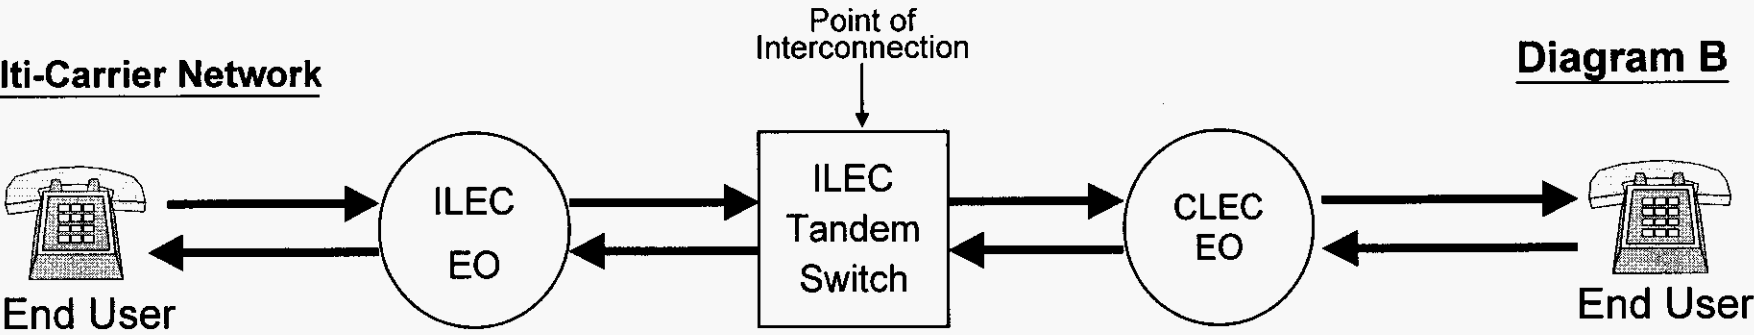 Point of
Interconnection
lti-Carrier Network
Diagram B
ILEC
EO
ILEC
Tandem
Switch
CLEC
EO
End User
End User